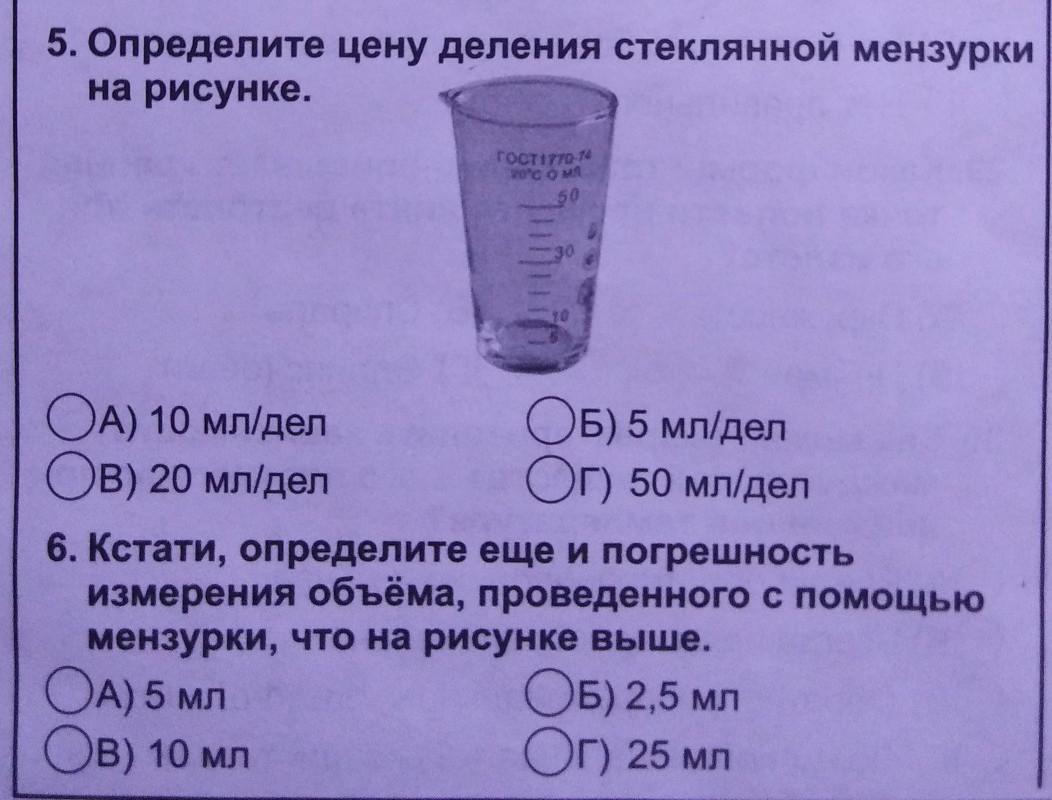 5. Определите цену деления стеклянной мензурки
на рисунке.
ГОСТ1770-74
20°С О МЛ
50
30
10
5
А) 10 мл/дел
Б) 5 мл/дел
В) 20 мл/дел
Г) 50 мл/дел
6. Кстати, определите еще и погрешность
измерения объёма, проведенного с помощью
мензурки, что на рисунке выше.
А) 5 мл
Б) 2,5 мл
В) 10 мл
Г) 25 мл